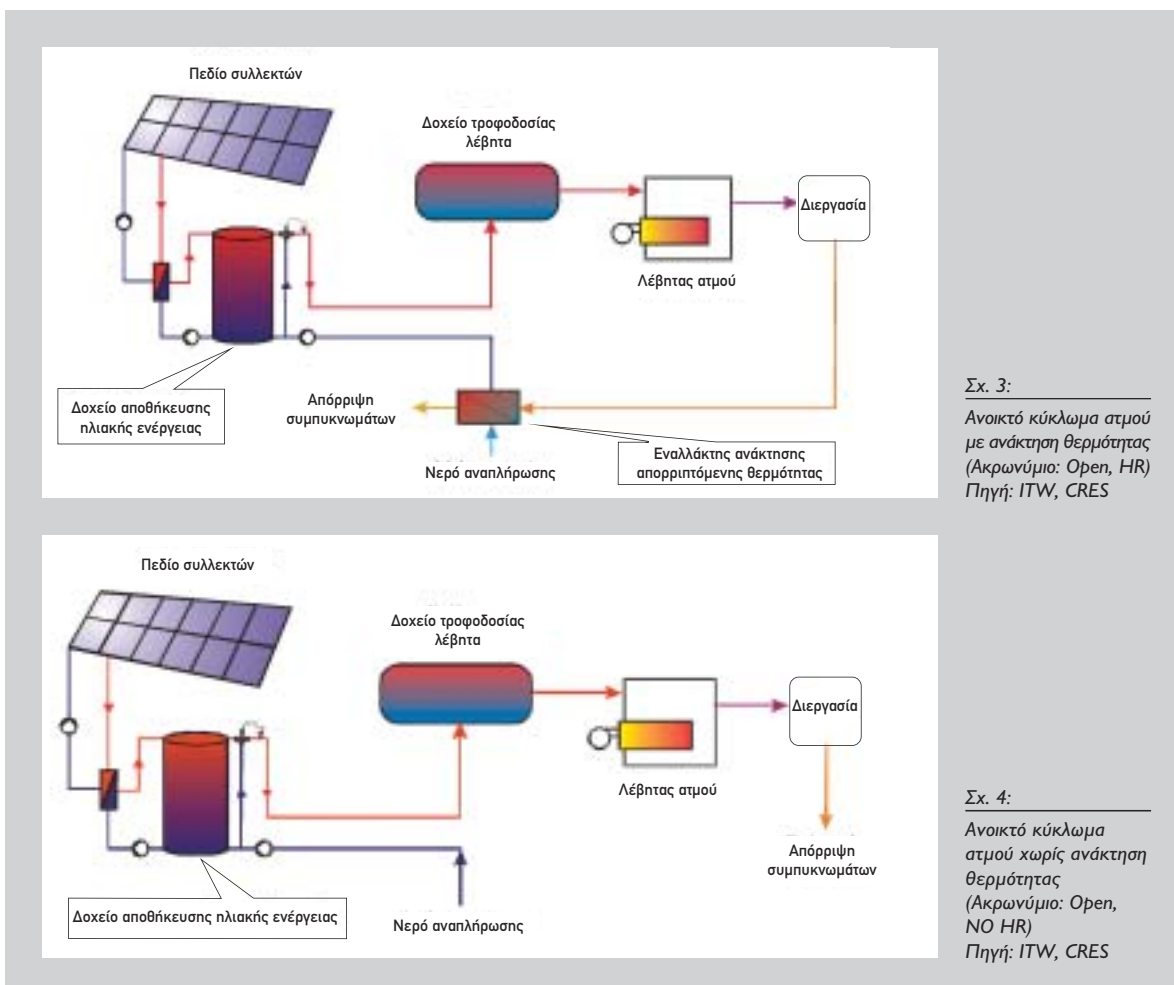 Πεδίο συλλεκτών
Δοχείο τροφοδοσίας
λέβητα
Διεργασία
Λέβητας ατμού
Δοχείο αποθήκευσης
ηλιακής ενέργειας
Απόρριψη
συμπυκνωμάτων
Νερό αναπλήρωσης
Εναλλάκτης ανάκτησης
απορριπτόμενης θερμότητας
Σχ. 3:
Ανοικτό κύκλωμα ατμού
με ανάκτηση θερμότητας
(Ακρωνύμιο: Open, HR)
Πηγή: ITW, CRES
Πεδίο συλλεκτών
Δοχείο τροφοδοσίας
λέβητα
Διεργασία
Λέβητας ατμού
Απόρριψη
συμπυκνωμάτων
Δοχείο αποθήκευσης ηλιακής ενέργειας
Νερό αναπλήρωσης
Σχ. 4:
Ανοικτό κύκλωμα
ατμού χωρίς ανάκτηση
θερμότητας
(Ακρωνύμιο: Open,
NO HR)
Πηγή: ITW, CRES